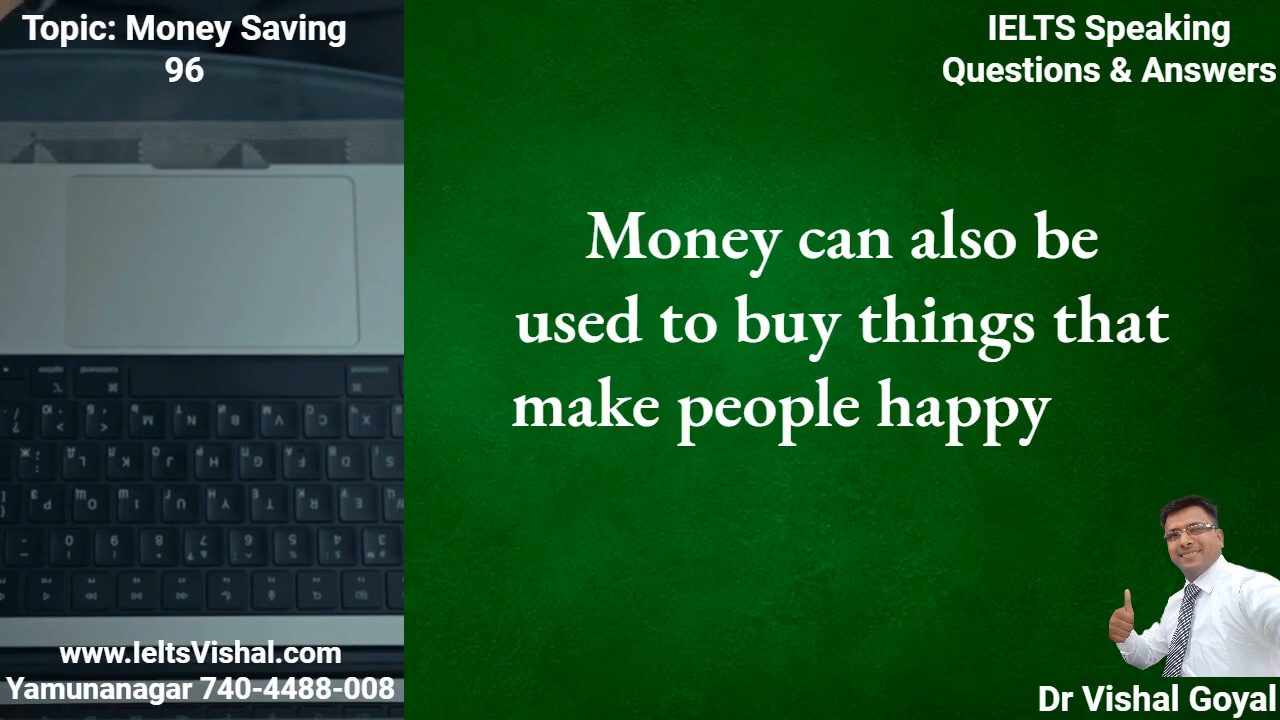 Topic: Money Saving
96
IELTS Speaking
Questions & Answers
Money can also be
used to buy things that
make people happy
www.IeltsVishal.com
Yamunanagar 740-4488-008
Dr Vishal Goyal